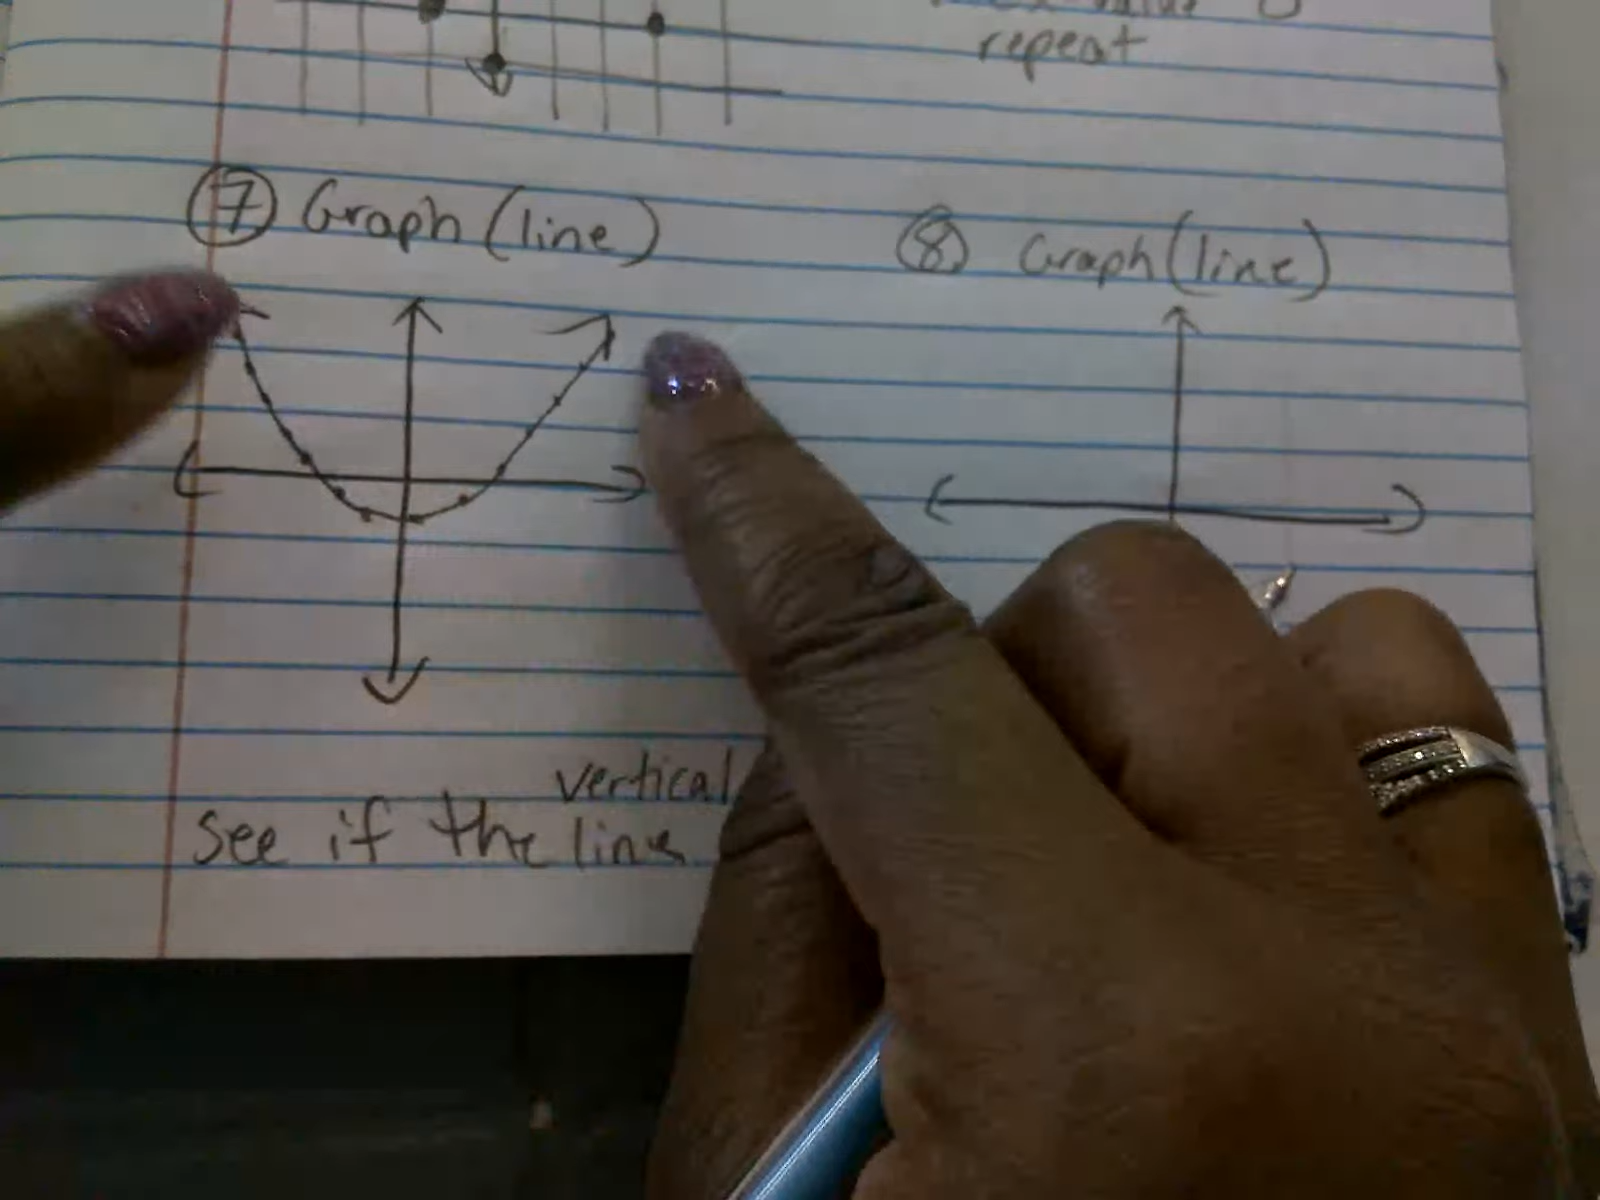 repeat
⑦ Graph (line)
⑧ Graph (line)
vertical
see if the line